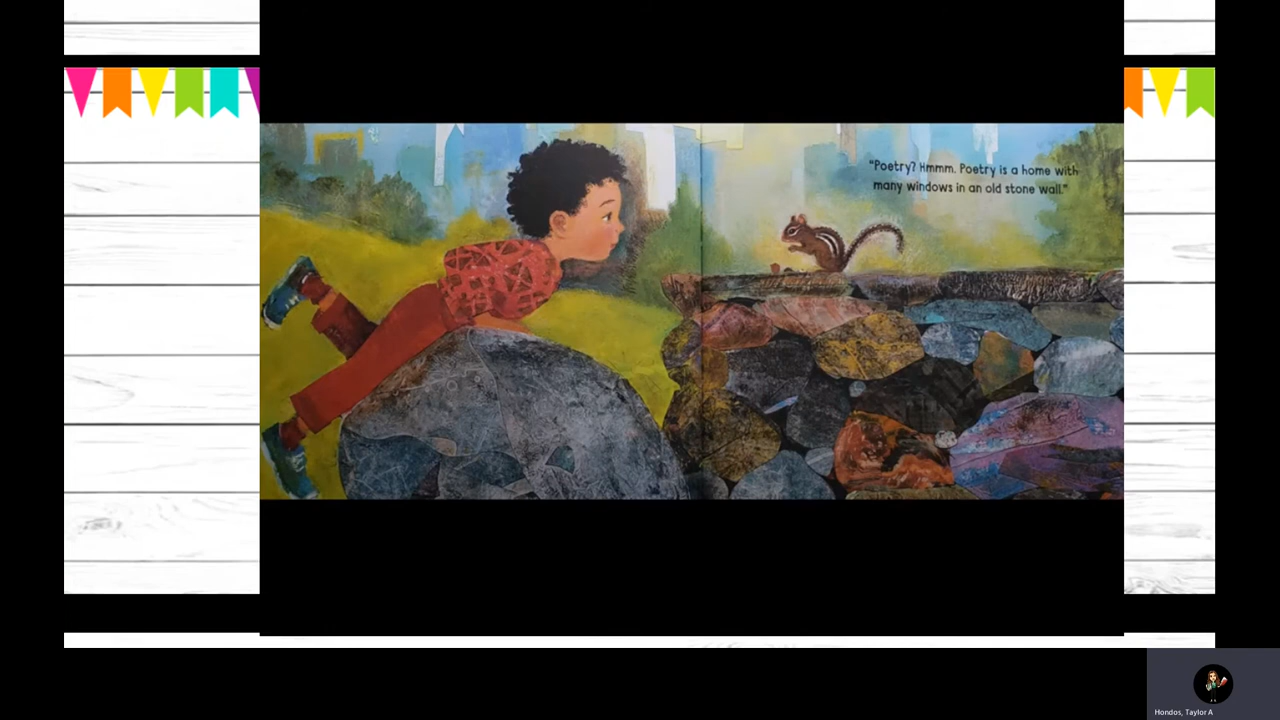 "Poetry? Hmmm. Poetry is a home with
many windows in an old stone wall."
Hondos, Taylor A